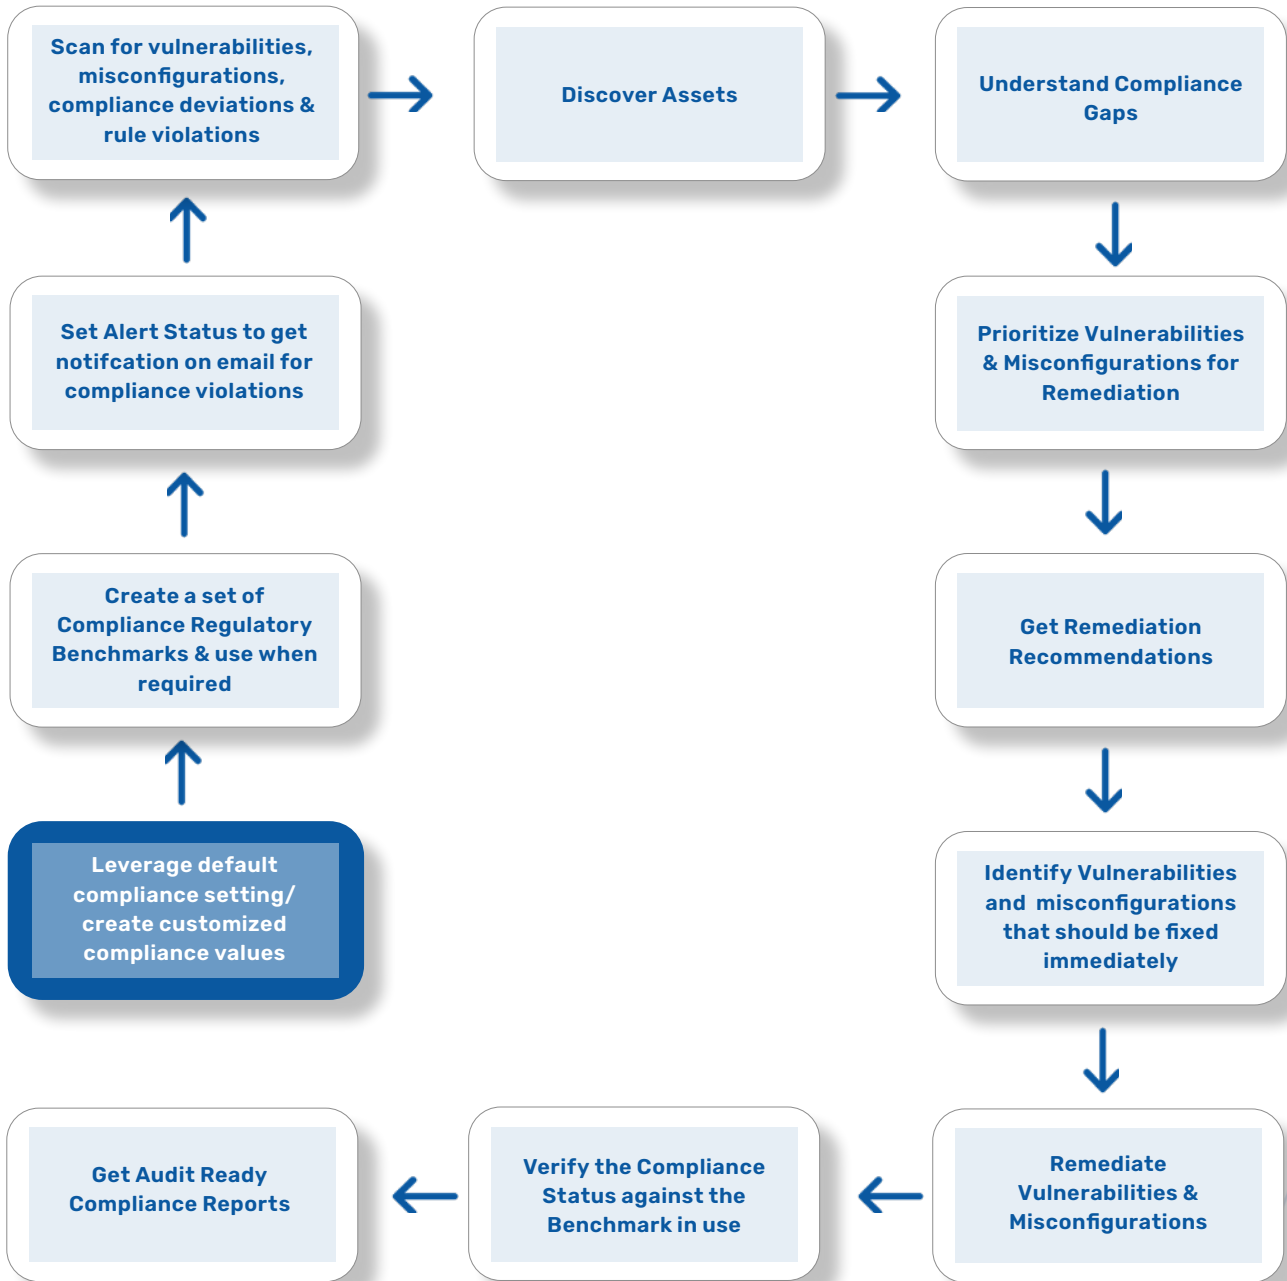 Scan for vulnerabilities,
misconfigurations,
compliance deviations &
rule violations
Discover Assets
Understand Compliance
Gaps
Set Alert Status to get
notifcation on email for
compliance violations
Prioritize Vulnerabilities
& Misconfigurations for
Remediation
Create a set of
Compliance Regulatory
Benchmarks & use when
required
Get Remediation
Recommendations
Leverage default
compliance setting/
create customized
compliance values
Identify Vulnerabilities
and misconfigurations
that should be fixed
immediately
Get Audit Ready
Compliance Reports
Verify the Compliance
Status against the
Benchmark in use
Remediate
Vulnerabilities &
Misconfigurations